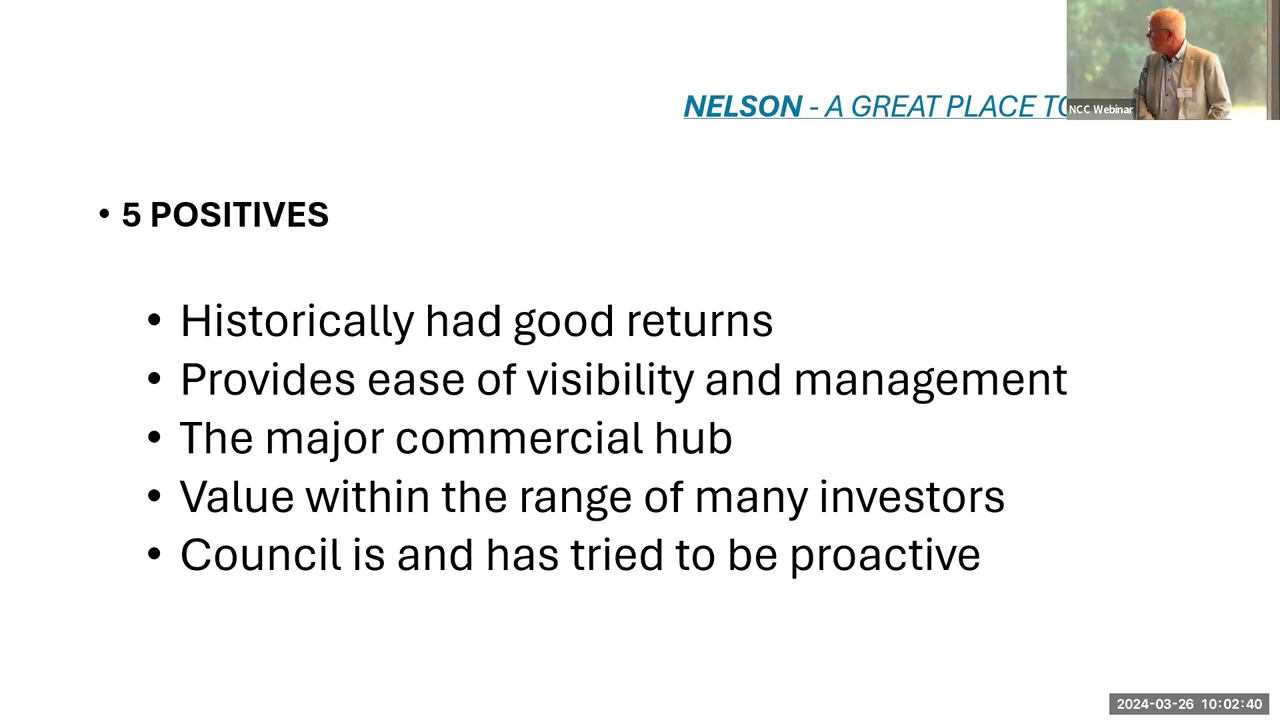 NELSON - A GREAT PLACE
NCC Webinar
• 5 POSITIVES
• Historically had good returns
• Provides ease of visibility and management
• The major commercial hub
• Value within the range of many investors
• Council is and has tried to be proactive
2024-03-26 10:02:40